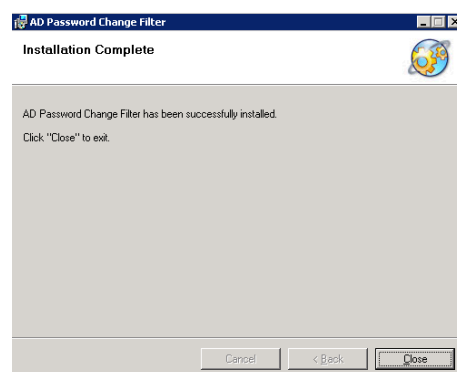 AD Password Change Filter
Installation Complete
AD Password Change Filter has been successfully installed.
Click "Close" to exit.
Cancel
< Back
Close